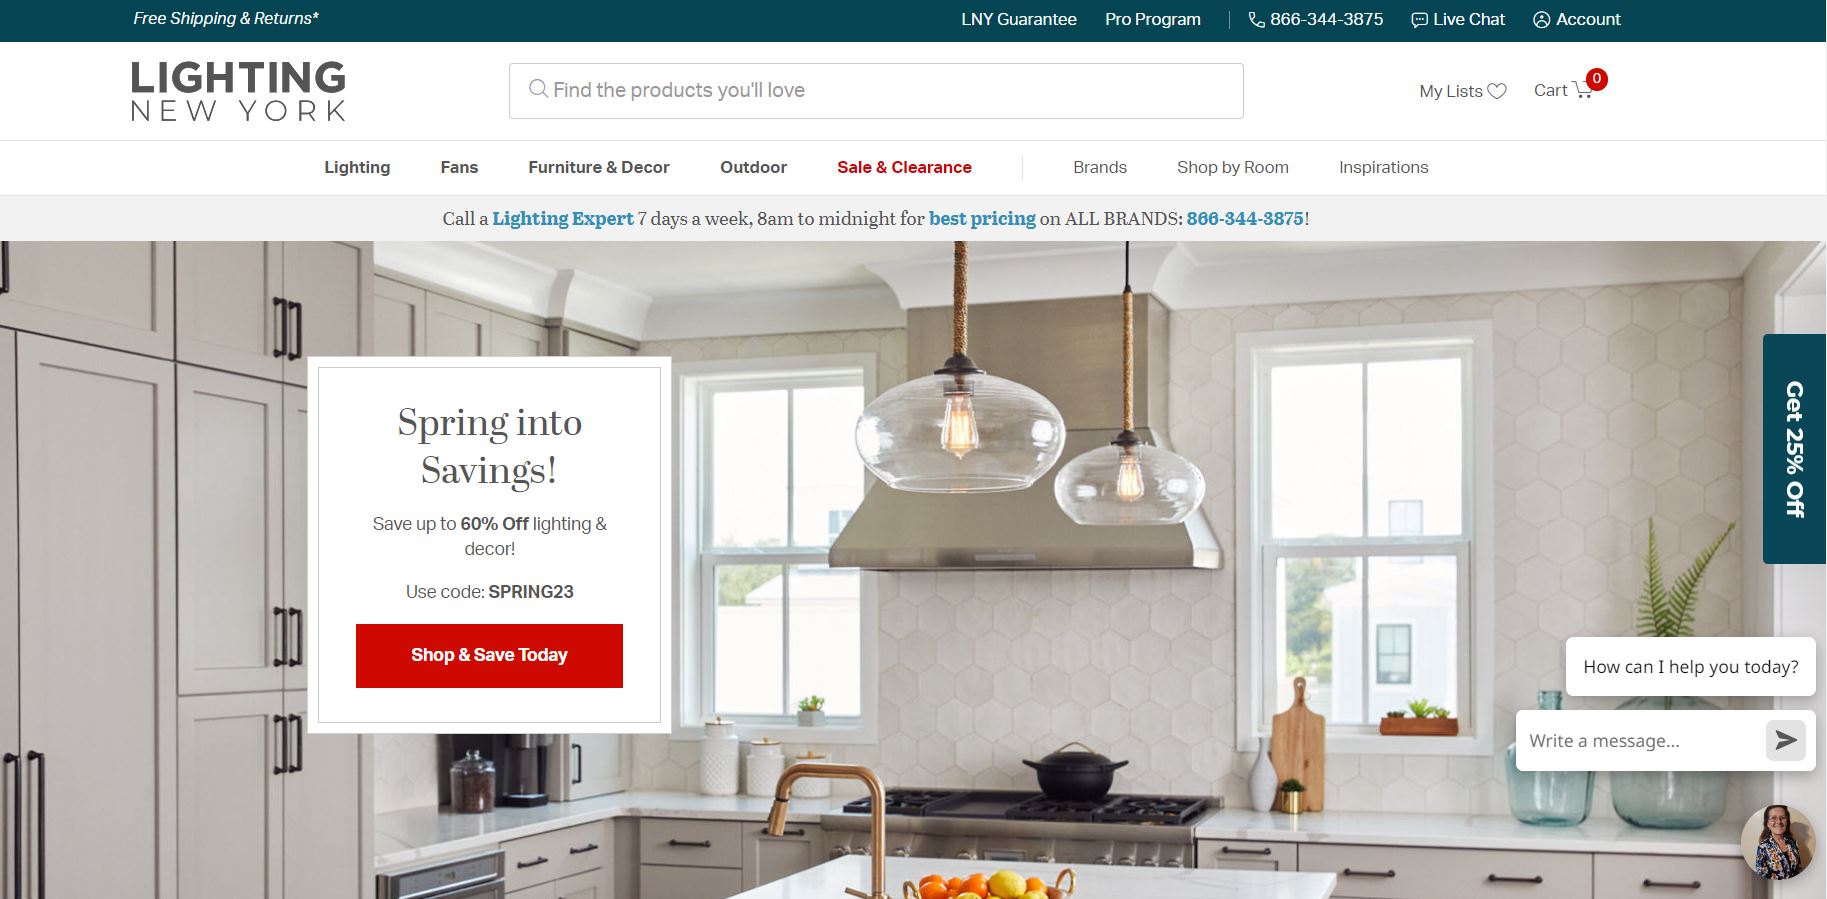 Free Shipping & Returns*
LNY Guarantee
Pro Program
866-344-3875
Live Chat
Account
LIGHTING
NEW YORK
Find the products you'll love
My Lists
Cart
0
Lighting
Fans
Furniture & Decor
Outdoor
Sale & Clearance
Brands
Shop by Room
Inspirations
Call a Lighting Expert 7 days a week, 8am to midnight for best pricing on ALL BRANDS: 866-344-3875!
Spring into
Savings!
Save up to 60% Off lighting &
decor!
Use code: SPRING23
Shop & Save Today
Get 25% Off
How can I help you today?
Write a message...